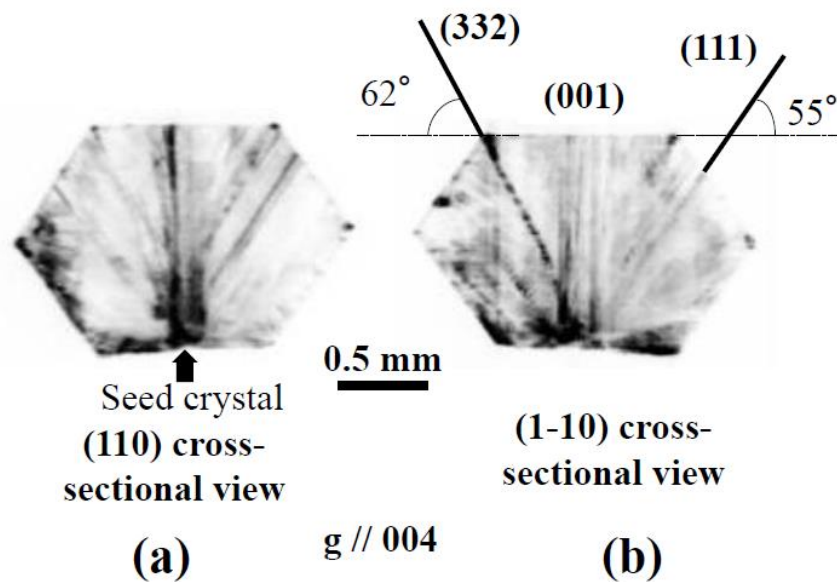 (332)
(111)
62°
(001)
55°
0.5 mm
Seed crystal
(110) cross-
sectional view
(1-10) cross-
sectional view
(a)
g // 004
(b)